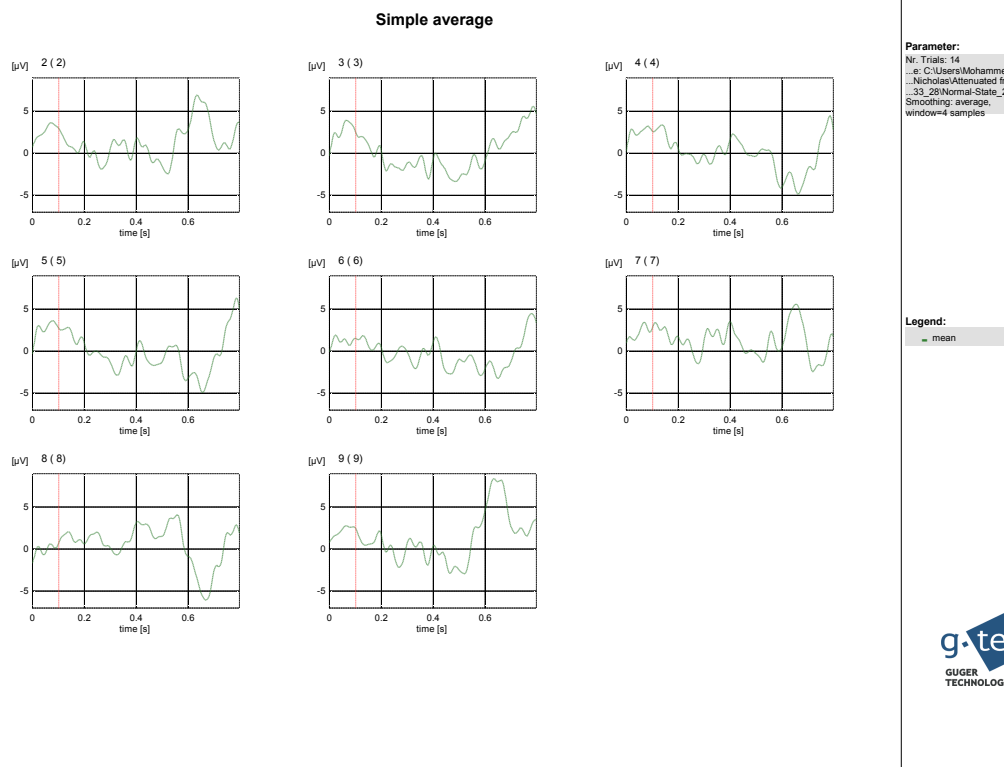 Simple average
[µV] 2 ( 2)
5
0
-5
0 0.2 0.4 0.6
time [s]
[µV] 3 ( 3)
5
0
-5
0 0.2 0.4 0.6
time [s]
[µV] 4 ( 4)
5
0
-5
0 0.2 0.4 0.6
time [s]
[µV] 5 ( 5)
5
0
-5
0 0.2 0.4 0.6
time [s]
[µV] 6 ( 6)
5
0
-5
0 0.2 0.4 0.6
time [s]
[µV] 7 ( 7)
5
0
-5
0 0.2 0.4 0.6
time [s]
[µV] 8 ( 8)
5
0
-5
0 0.2 0.4 0.6
time [s]
[µV] 9 ( 9)
5
0
-5
0 0.2 0.4 0.6
time [s]
Parameter:
Nr. Trials: 14
...e: C:\Users\Mohamme
...Nicholas\Attenuated fr
...33_28\Normal-State_2
Smoothing: average,
window=4 samples
Legend:
mean
g.te
GUGER
TECHNOLOG